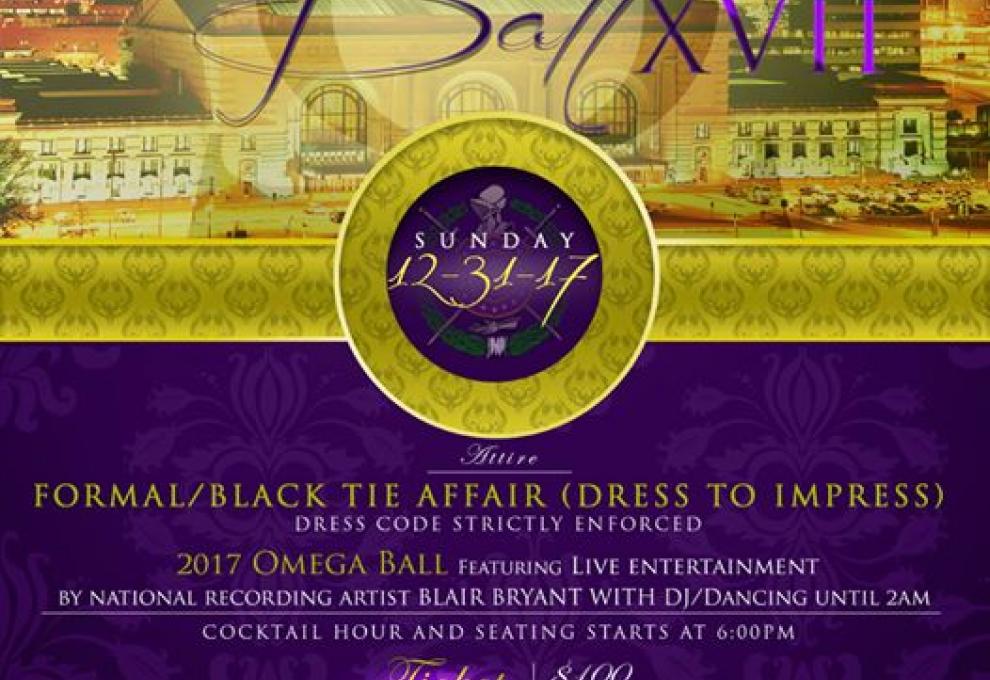 Ball XVII
SUNDAY
12-31-17
Attire
FORMAL/BLACK TIE AFFAIR (DRESS TO IMPRESS)
DRESS CODE STRICTLY ENFORCED
2017 OMEGA BALL FEATURING LIVE ENTERTAINMENT
BY NATIONAL RECORDING ARTIST BLAIR BRYANT WITH DJ/DANCING UNTIL 2AM
COCKTAIL HOUR AND SEATING STARTS AT 6:00PM
Tickets | $100